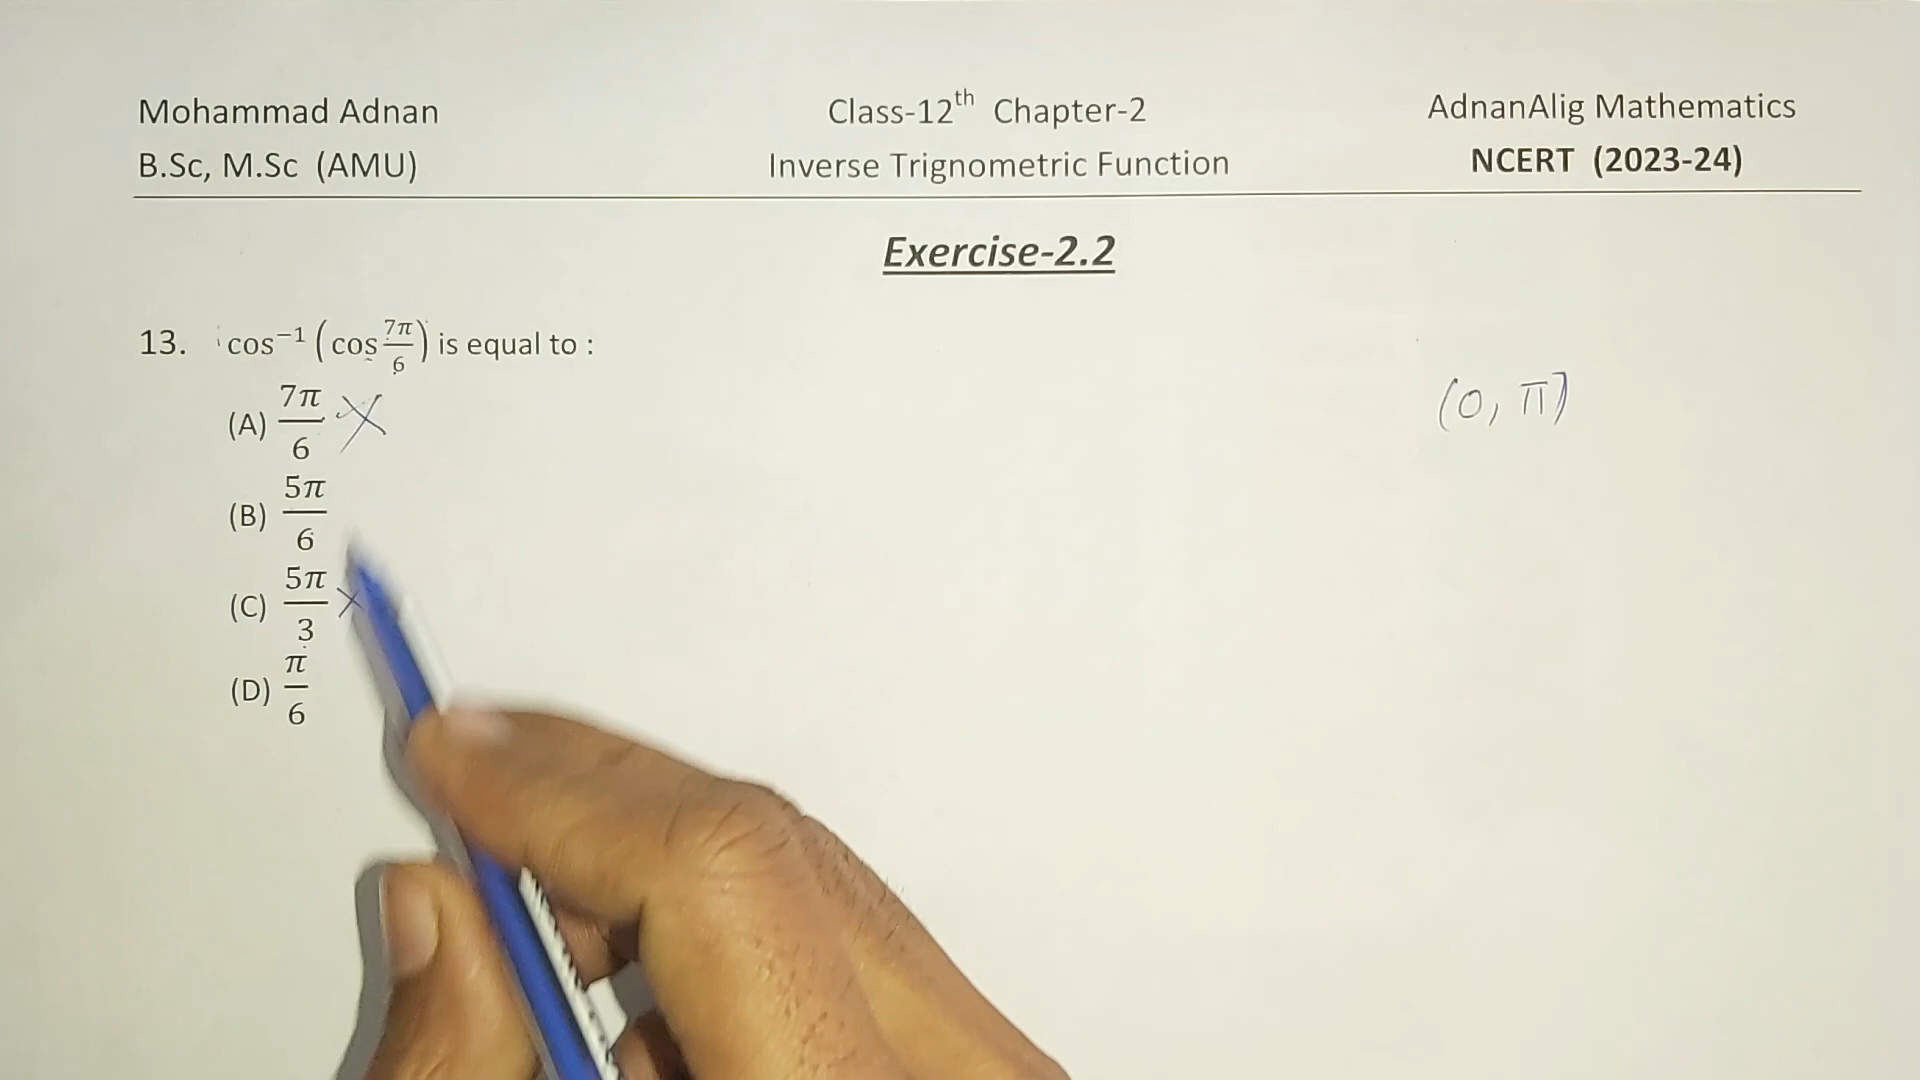 Mohammad Adnan
B.Sc, M.Sc (AMU)
Class-12th Chapter-2
Inverse Trignometric Function
AdnanAlig Mathematics
NCERT (2023-24)
Exercise-2.2
13. cos⁻¹ (cos 7π/6) is equal to :
(A) 7π/6 ×
(B) 5π/6
(C) 5π/3 ×
(D) π/6
(0, π)